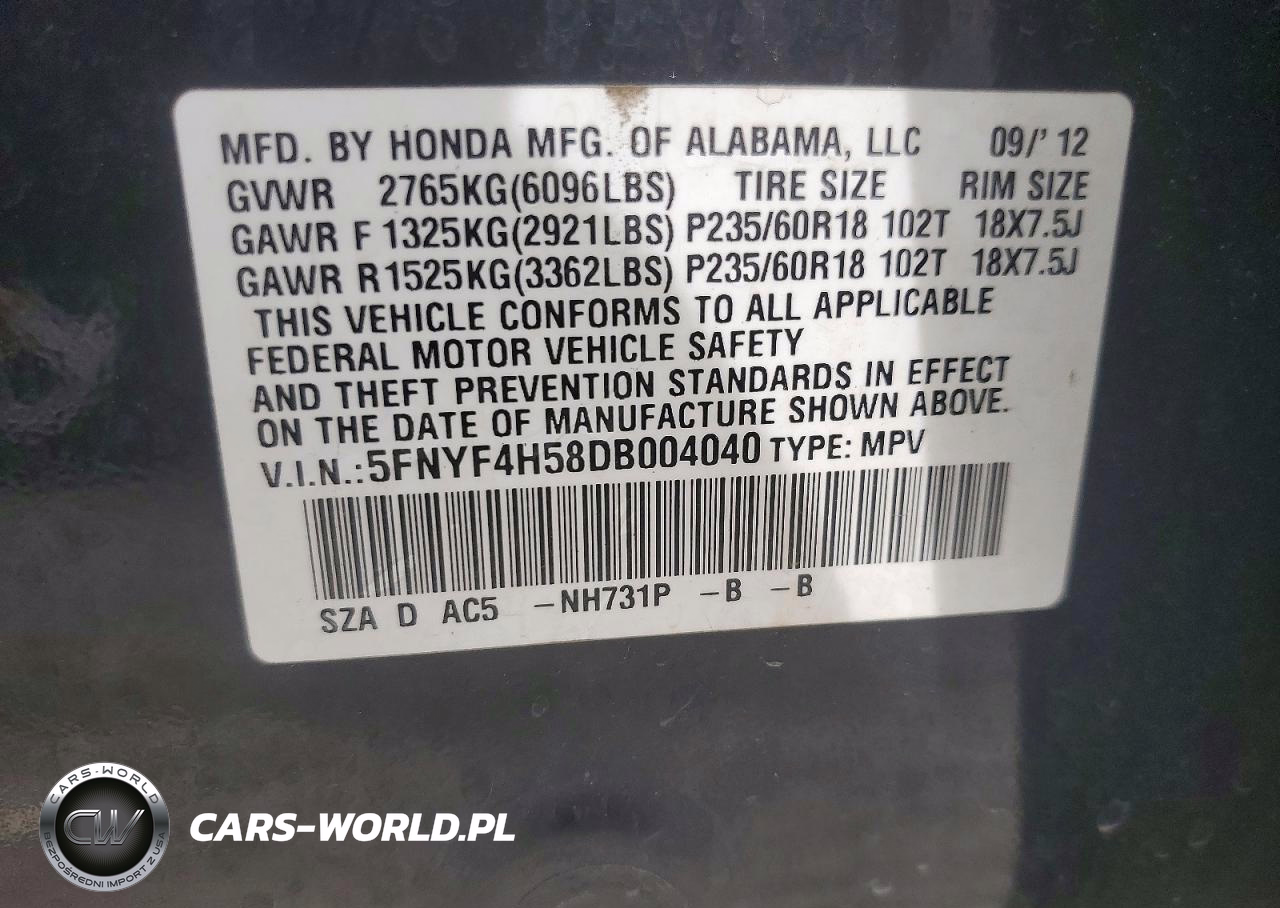 MFD. BY HONDA MFG. OF ALABAMA, LLC 09/' 12
GVWR 2765KG(6096LBS) TIRE SIZE RIM SIZE
GAWR F 1325KG(2921LBS) P235/60R18 102T 18X7.5J
GAWR R 1525KG(3362LBS) P235/60R18 102T 18X7.5J
THIS VEHICLE CONFORMS TO ALL APPLICABLE
FEDERAL MOTOR VEHICLE SAFETY
AND THEFT PREVENTION STANDARDS IN EFFECT
ON THE DATE OF MANUFACTURE SHOWN ABOVE.
V.I.N.: 5FNYF4H58DB004040 TYPE: MPV
SZA D AC5 -NH731P -B -B
CARS-WORLD
CW
BEZPOŚREDNI IMPORT Z USA
CARS-WORLD.PL